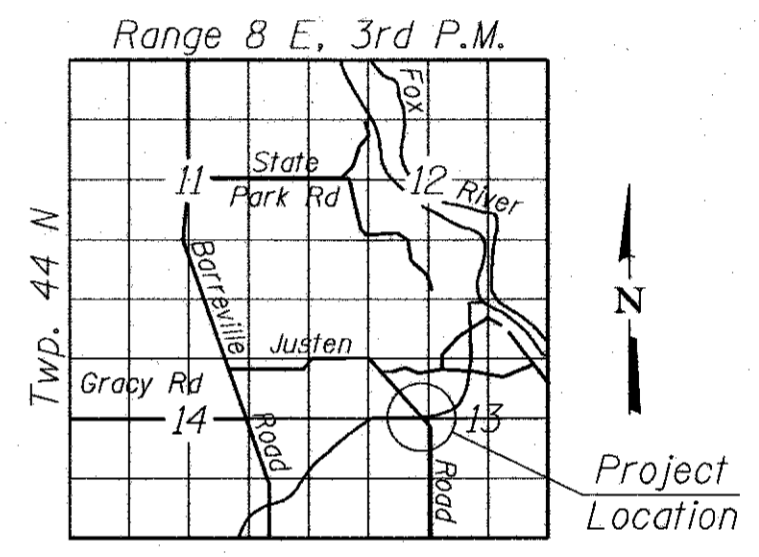 Range 8 E, 3rd P.M.
Twp. 44 N
Fox
River
11
State
Park Rd
12
Barreville
Road
Justen
Road
Gracy Rd
14
13
N
Project
Location